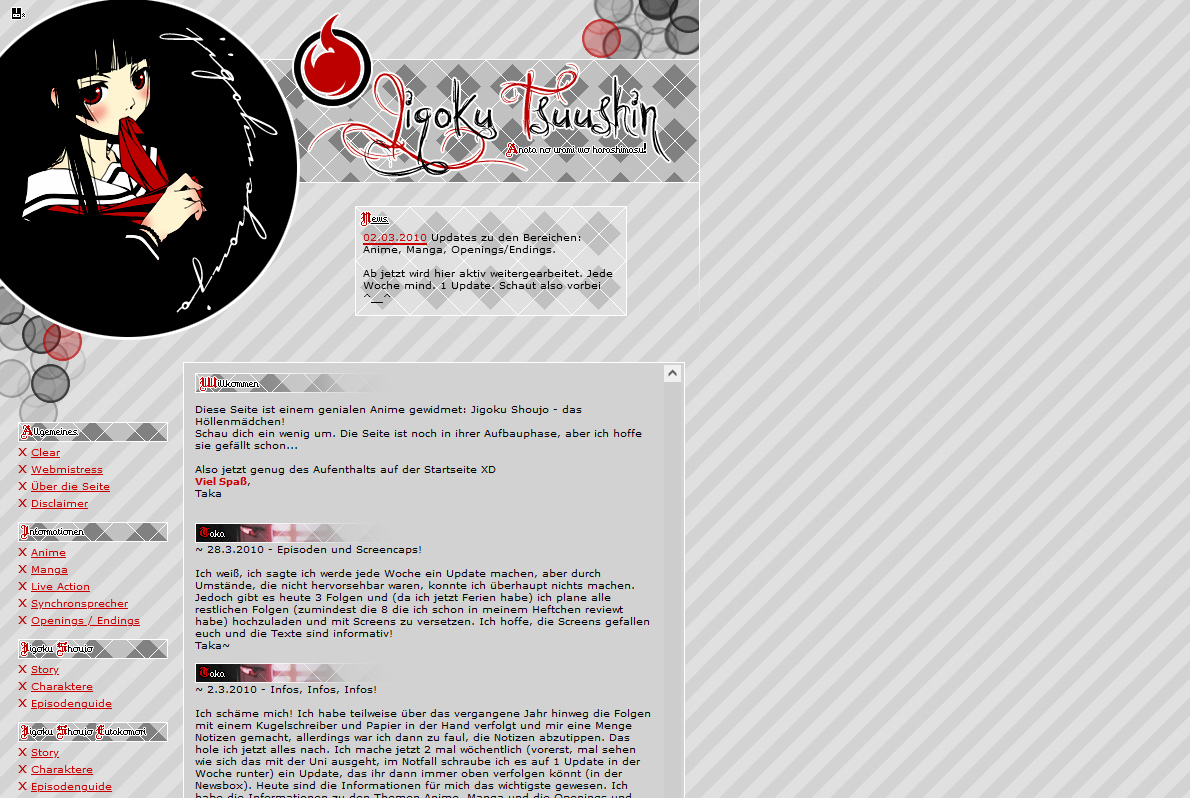 jigokushoujo.
Jigoku Tsuushin
Anata no urami wo harashimasu!
News
02.03.2010 Updates zu den Bereichen:
Anime, Manga, Openings/Endings.
Ab jetzt wird hier aktiv weitergearbeitet. Jede
Woche mind. 1 Update. Schaut also vorbei
^__^
Allgemeines
X Clear
X Webmistress
X Über die Seite
X Disclaimer
Informationen
X Anime
X Manga
X Live Action
X Synchronsprecher
X Openings / Endings
Jigoku Shoujo
X Story
X Charaktere
X Episodenguide
Jigoku Shoujo Futakomori
X Story
X Charaktere
X Episodenguide
Willkommen
Diese Seite ist einem genialen Anime gewidmet: Jigoku Shoujo - das
Höllenmädchen!
Schau dich ein wenig um. Die Seite ist noch in ihrer Aufbauphase, aber ich hoffe
sie gefällt schon...
Also jetzt genug des Aufenthalts auf der Startseite XD
Viel Spaß,
Taka
Taka
~ 28.3.2010 - Episoden und Screencaps!
Ich weiß, ich sagte ich werde jede Woche ein Update machen, aber durch
Umstände, die nicht hervorsehbar waren, konnte ich überhaupt nichts machen.
Jedoch gibt es heute 3 Folgen und (da ich jetzt Ferien habe) ich plane alle
restlichen Folgen (zumindest die 8 die ich schon in meinem Heftchen reviewt
habe) hochzuladen und mit Screens zu versetzen. Ich hoffe, die Screens gefallen
euch und die Texte sind informativ!
Taka~
Taka
~ 2.3.2010 - Infos, Infos, Infos!
Ich schäme mich! Ich habe teilweise über das vergangene Jahr hinweg die Folgen
mit einem Kugelschreiber und Papier in der Hand verfolgt und mir eine Menge
Notizen gemacht, allerdings war ich dann zu faul, die Notizen abzutippen. Das
hole ich jetzt alles nach. Ich mache jetzt 2 mal wöchentlich (vorerst, mal sehen
wie sich das mit der Uni ausgeht, im Notfall schraube ich es auf 1 Update in der
Woche runter) ein Update, das ihr dann immer oben verfolgen könnt (in der
Newsbox). Heute sind die Informationen für mich das wichtigste gewesen. Ich
habe die Informationen zu den Themen Anime, Manga und die Openings und